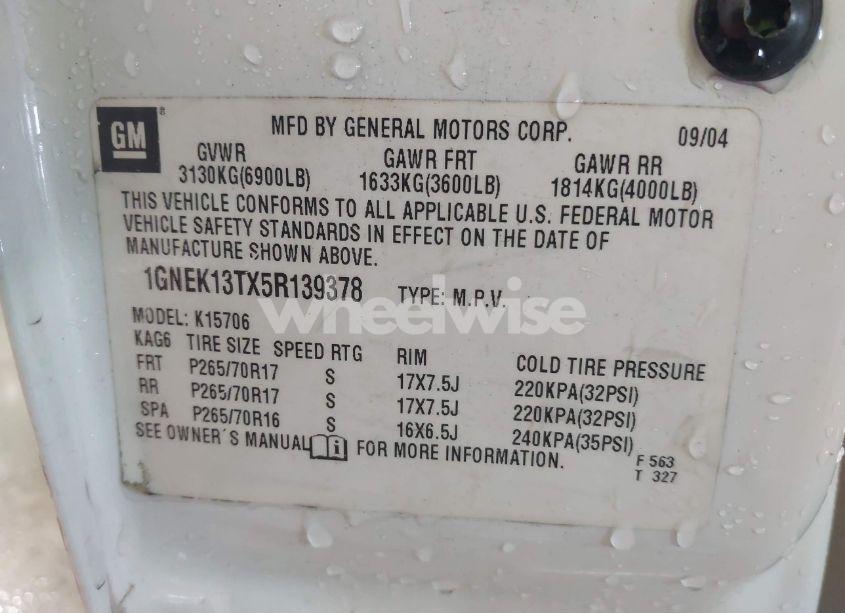 GM ®
MFD BY GENERAL MOTORS CORP. 09/04
GVWR GAWR FRT GAWR RR
3130KG(6900LB) 1633KG(3600LB) 1814KG(4000LB)
THIS VEHICLE CONFORMS TO ALL APPLICABLE U.S. FEDERAL MOTOR
VEHICLE SAFETY STANDARDS IN EFFECT ON THE DATE OF
MANUFACTURE SHOWN ABOVE.
1GNEK13TX5R139378 TYPE: M.P.V.
wheelwise
MODEL: K15706
KAG6 TIRE SIZE SPEED RTG RIM COLD TIRE PRESSURE
FRT P265/70R17 S 17X7.5J 220KPA(32PSI)
RR P265/70R17 S 17X7.5J 220KPA(32PSI)
SPA P265/70R16 S 16X6.5J 240KPA(35PSI)
SEE OWNER'S MANUAL i FOR MORE INFORMATION.
F 563
T 327